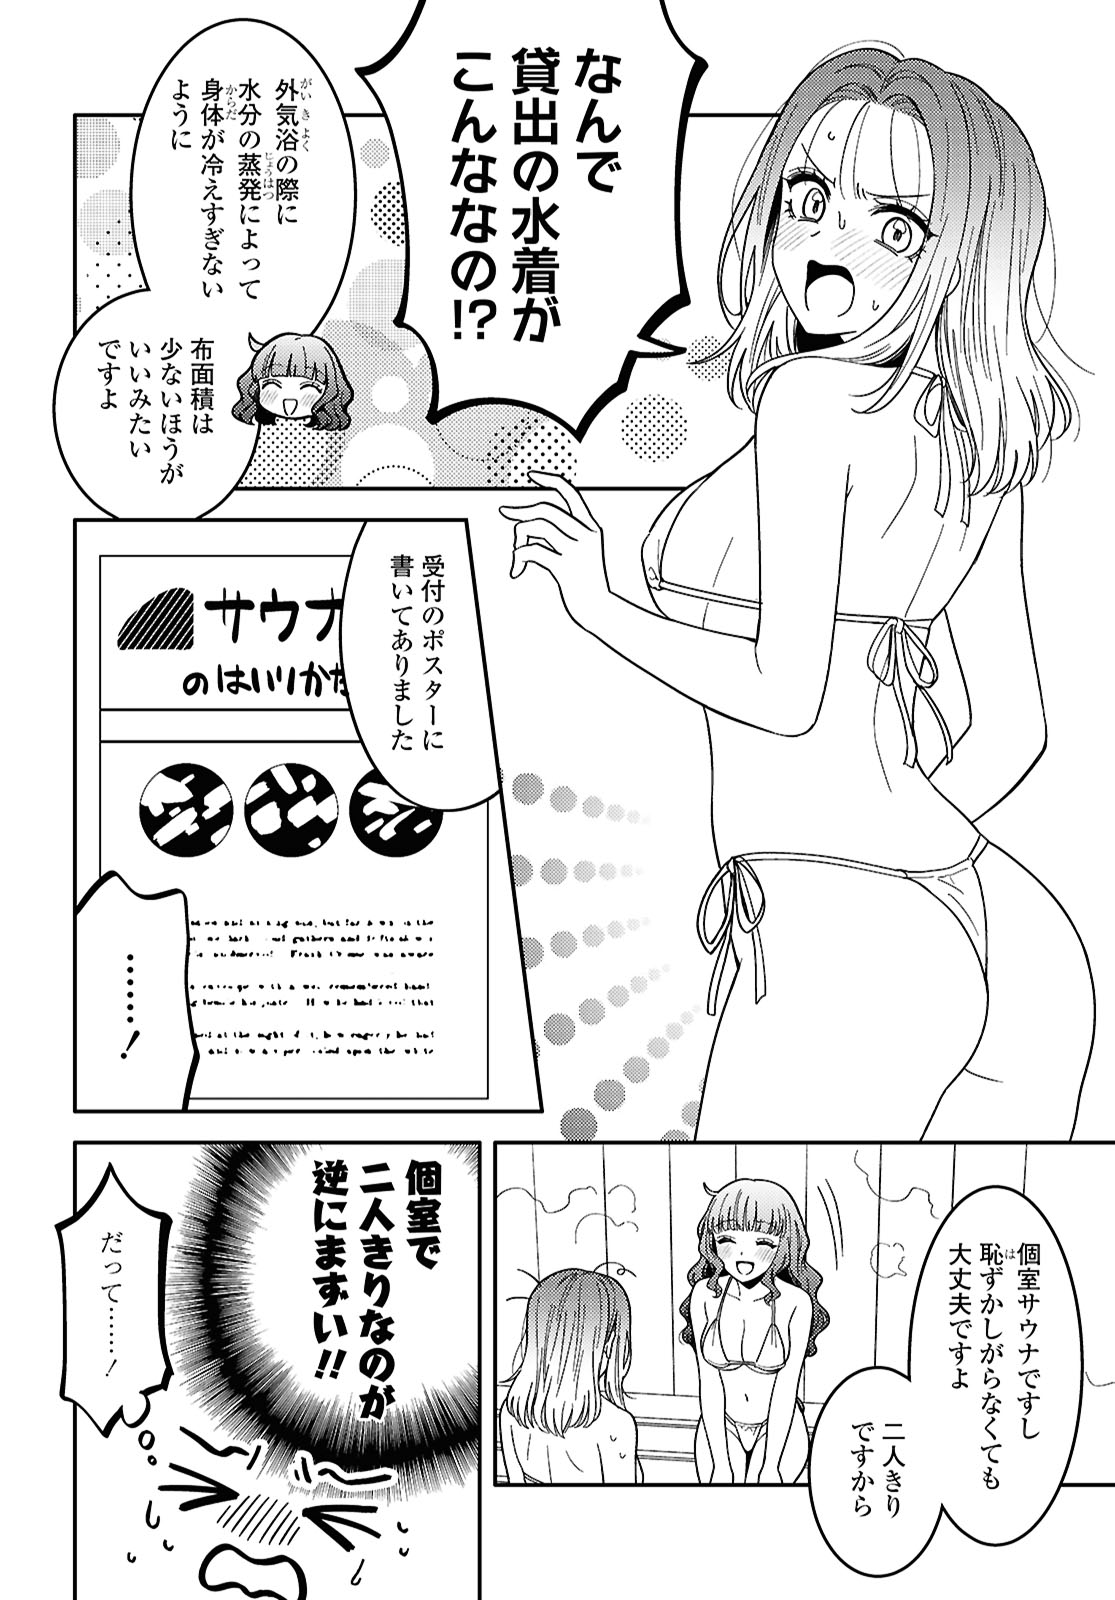 なんで
貸出の水着が
こんななの!?
外気浴の際に
水分の蒸発によって
身体が冷えすぎない
ように
布面積は
少ないほうが
いいみたい
ですよ
受付のポスターに
書いてありました
サウナ
のはいりかた
………!
個室サウナですし
恥ずかしがらなくても
大丈夫ですよ
二人きり
ですから
個室で
二人きりなのが
逆にまずい!!
だって……!